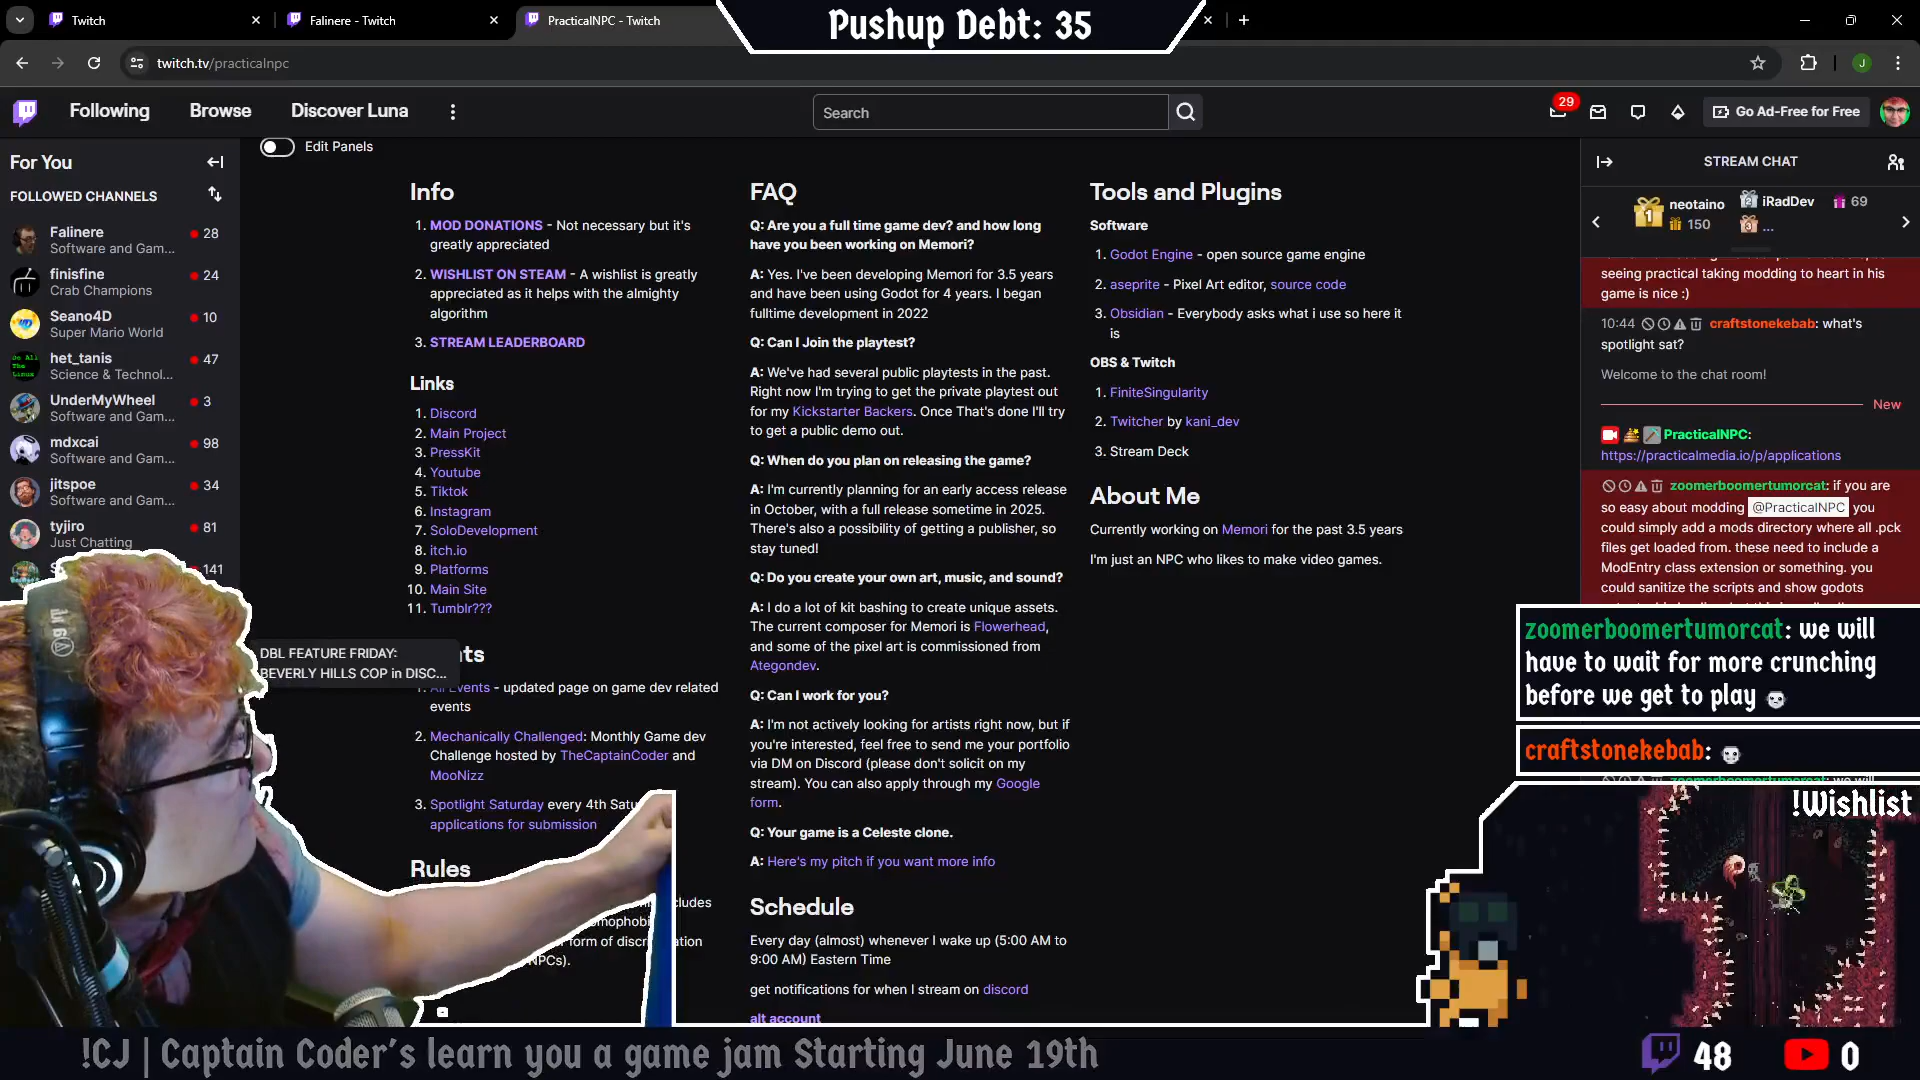 Twitch
Falinere - Twitch
PracticalNPC - Twitch
Pushup Debt: 35
twitch.tv/practicalnpc
J
Following
Browse
Discover Luna
Search
29
Go Ad-Free for Free
For You
FOLLOWED CHANNELS
Falinere
28
Software and Gam...
finisfine
24
Crab Champions
Seano4D
10
Super Mario World
het_tanis
47
Science & Technol...
UnderMyWheel
3
Software and Gam...
mdxcai
98
Software and Gam...
jitspoe
34
Software and Gam...
tyjiro
81
Just Chatting
141
Edit Panels
Info
1. MOD DONATIONS - Not necessary but it's
greatly appreciated
2. WISHLIST ON STEAM - A wishlist is greatly
appreciated as it helps with the almighty
algorithm
3. STREAM LEADERBOARD
Links
1. Discord
2. Main Project
3. PressKit
4. Youtube
5. Tiktok
6. Instagram
7. SoloDevelopment
8. itch.io
9. Platforms
10. Main Site
11. Tumblr???
DBL FEATURE FRIDAY:
BEVERLY HILLS COP in DISC...
nts
1. All Events - updated page on game dev related
events
2. Mechanically Challenged: Monthly Game dev
Challenge hosted by TheCaptainCoder and
MooNizz
3. Spotlight Saturday every 4th Satu
applications for submission
Rules
cludes
omophobi
form of discr ation
NPCs).
FAQ
Q: Are you a full time game dev? and how long
have you been working on Memori?
A: Yes. I've been developing Memori for 3.5 years
and have been using Godot for 4 years. I began
fulltime development in 2022
Q: Can I Join the playtest?
A: We've had several public playtests in the past.
Right now I'm trying to get the private playtest out
for my Kickstarter Backers. Once That's done I'll try
to get a public demo out.
Q: When do you plan on releasing the game?
A: I'm currently planning for an early access release
in October, with a full release sometime in 2025.
There's also a possibility of getting a publisher, so
stay tuned!
Q: Do you create your own art, music, and sound?
A: I do a lot of kit bashing to create unique assets.
The current composer for Memori is Flowerhead,
and some of the pixel art is commissioned from
Ategondev.
Q: Can I work for you?
A: I'm not actively looking for artists right now, but if
you're interested, feel free to send me your portfolio
via DM on Discord (please don't solicit on my
stream). You can also apply through my Google
form.
Q: Your game is a Celeste clone.
A: Here's my pitch if you want more info
Schedule
Every day (almost) whenever I wake up (5:00 AM to
9:00 AM) Eastern Time
get notifications for when I stream on discord
alt account
Tools and Plugins
Software
1. Godot Engine - open source game engine
2. aseprite - Pixel Art editor, source code
3. Obsidian - Everybody asks what i use so here it
is
OBS & Twitch
1. FiniteSingularity
2. Twitcher by kani_dev
3. Stream Deck
About Me
Currently working on Memori for the past 3.5 years
I'm just an NPC who likes to make video games.
STREAM CHAT
1
neotaino
150
2
iRadDev
69
3
...
seeing practical taking modding to heart in his
game is nice :)
10:44 craftstonekebab: what's
spotlight sat?
Welcome to the chat room!
New
PracticalNPC:
https://practicalmedia.io/p/applications
zoomerboomertumorcat: if you are
so easy about modding @PracticalNPC you
could simply add a mods directory where all .pck
files get loaded from. these need to include a
ModEntry class extension or something. you
could sanitize the scripts and show godots
zoomerboomertumorcat: we will
have to wait for more crunching
before we get to play
craftstonekebab:
zoomerboomertumorcat: we will
!Wishlist
!CJ | Captain Coder's learn you a game jam Starting June 19th
48
0